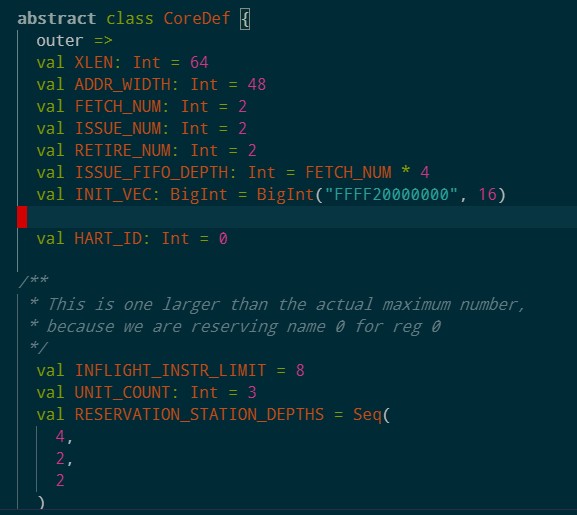 abstract class CoreDef {
outer =>
val XLEN: Int = 64
val ADDR_WIDTH: Int = 48
val FETCH_NUM: Int = 2
val ISSUE_NUM: Int = 2
val RETIRE_NUM: Int = 2
val ISSUE_FIFO_DEPTH: Int = FETCH_NUM * 4
val INIT_VEC: BigInt = BigInt("FFFF20000000", 16)
val HART_ID: Int = 0
/**
* This is one larger than the actual maximum number,
* because we are reserving name 0 for reg 0
*/
val INFLIGHT_INSTR_LIMIT = 8
val UNIT_COUNT: Int = 3
val RESERVATION_STATION_DEPTHS = Seq(
4,
2,
2
)